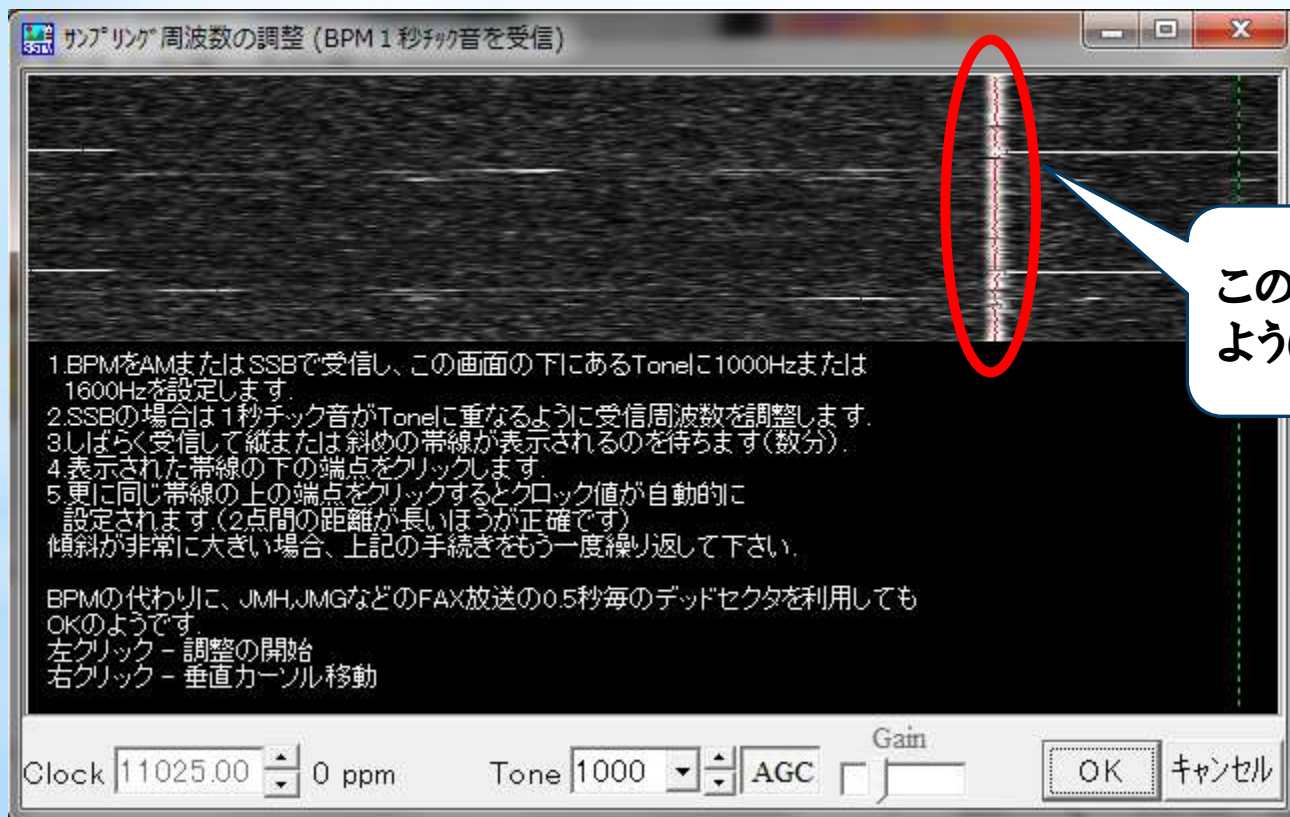 ｻﾝﾌﾟﾘﾝｸﾞ周波数の調整 (BPM１秒ﾁｯｸ音を受信)
この
よう
1.BPMをAMまたはSSBで受信し、この画面の下にあるToneに1000Hzまたは
1600Hzを設定します.
2.SSBの場合は１秒チック音がToneに重なるように受信周波数を調整します.
3.しばらく受信して縦または斜めの帯線が表示されるのを待ちます(数分).
4.表示された帯線の下の端点をクリックします.
5.更に同じ帯線の上の端点をクリックするとクロック値が自動的に
設定されます.(2点間の距離が長いほうが正確です)
傾斜が非常に大きい場合、上記の手続きをもう一度繰り返して下さい.
BPMの代わりに、JMH,JMGなどのFAX放送の0.5秒毎のデッドセクタを利用しても
OKのようです.
左クリック - 調整の開始
右クリック - 垂直カーソル移動
Clock 11025.00 0 ppm Tone 1000 AGC Gain OK キャンセル